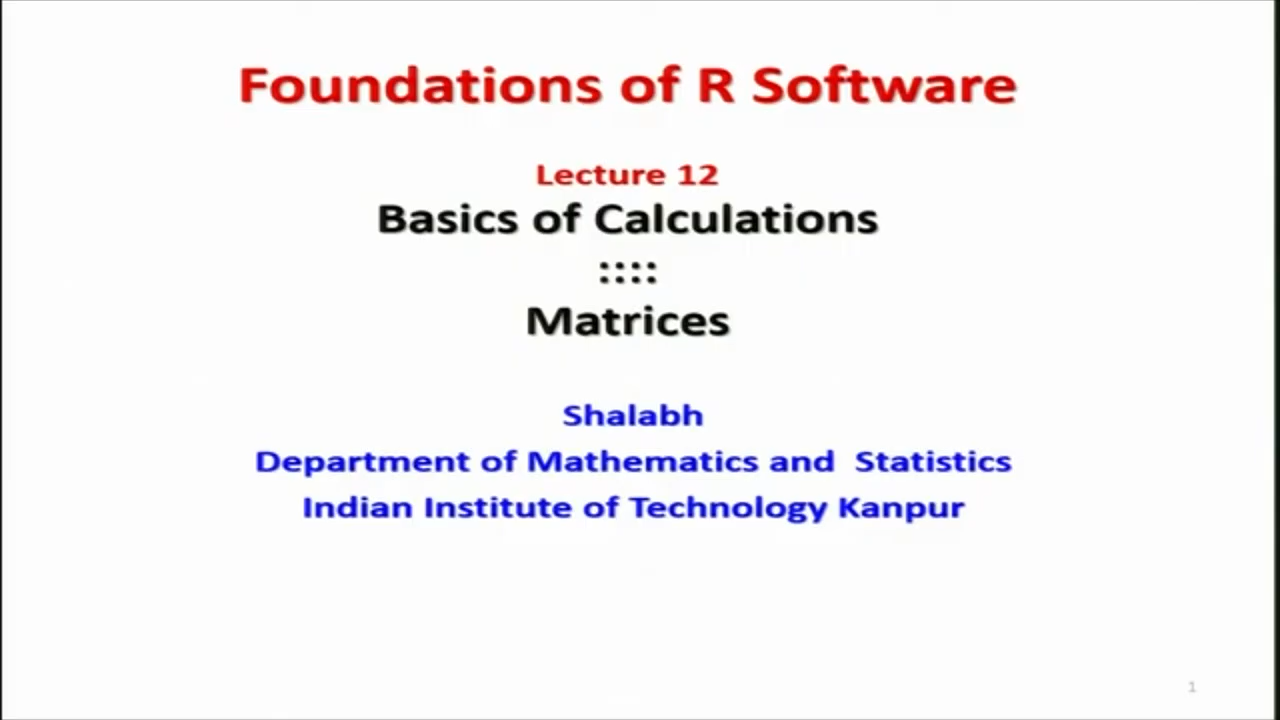 Foundations of R Software
Lecture 12
Basics of Calculations
::::
Matrices
Shalabh
Department of Mathematics and Statistics
Indian Institute of Technology Kanpur
1